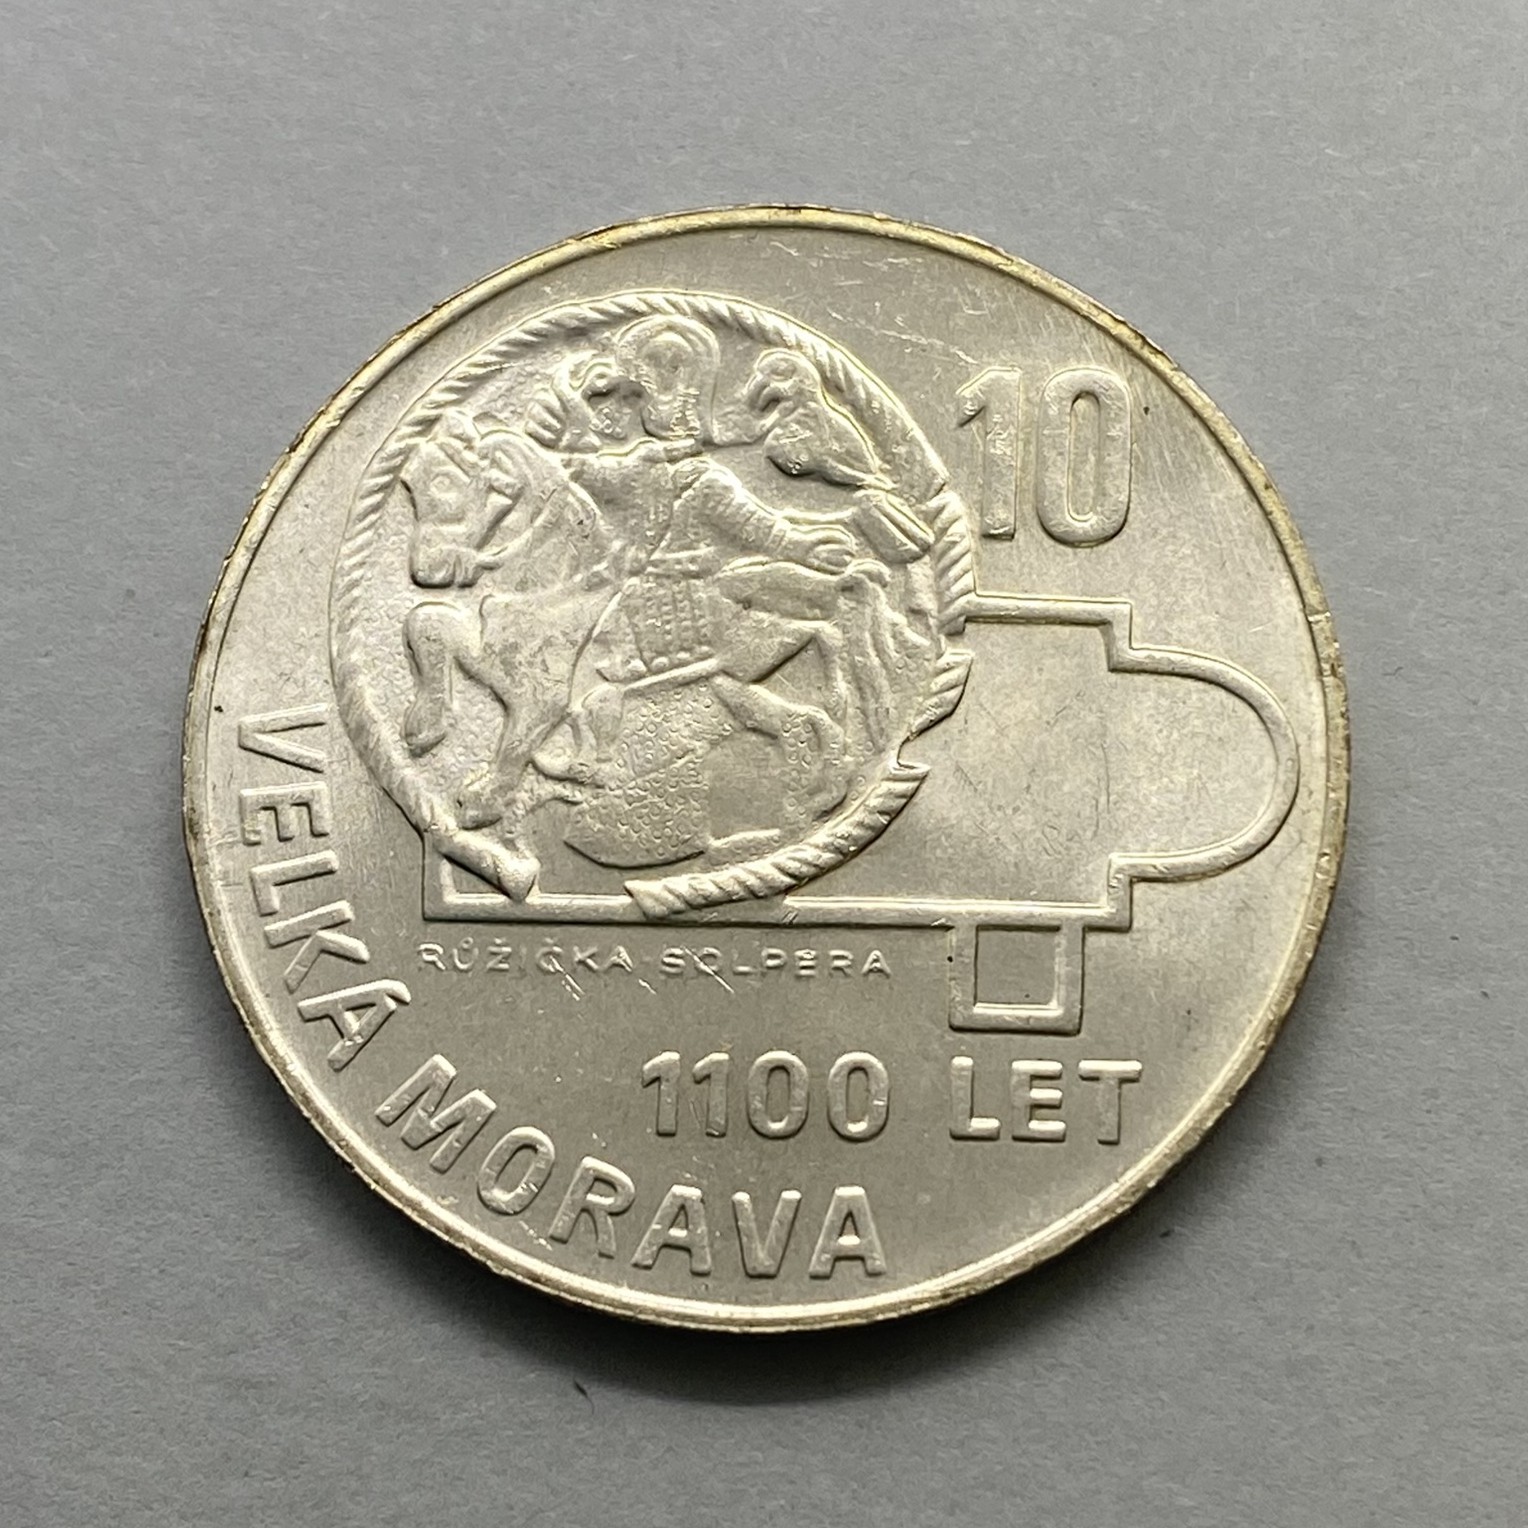 10
RŮŽIČKA SOLPERA
1100 LET
VELKÁ MORAVA